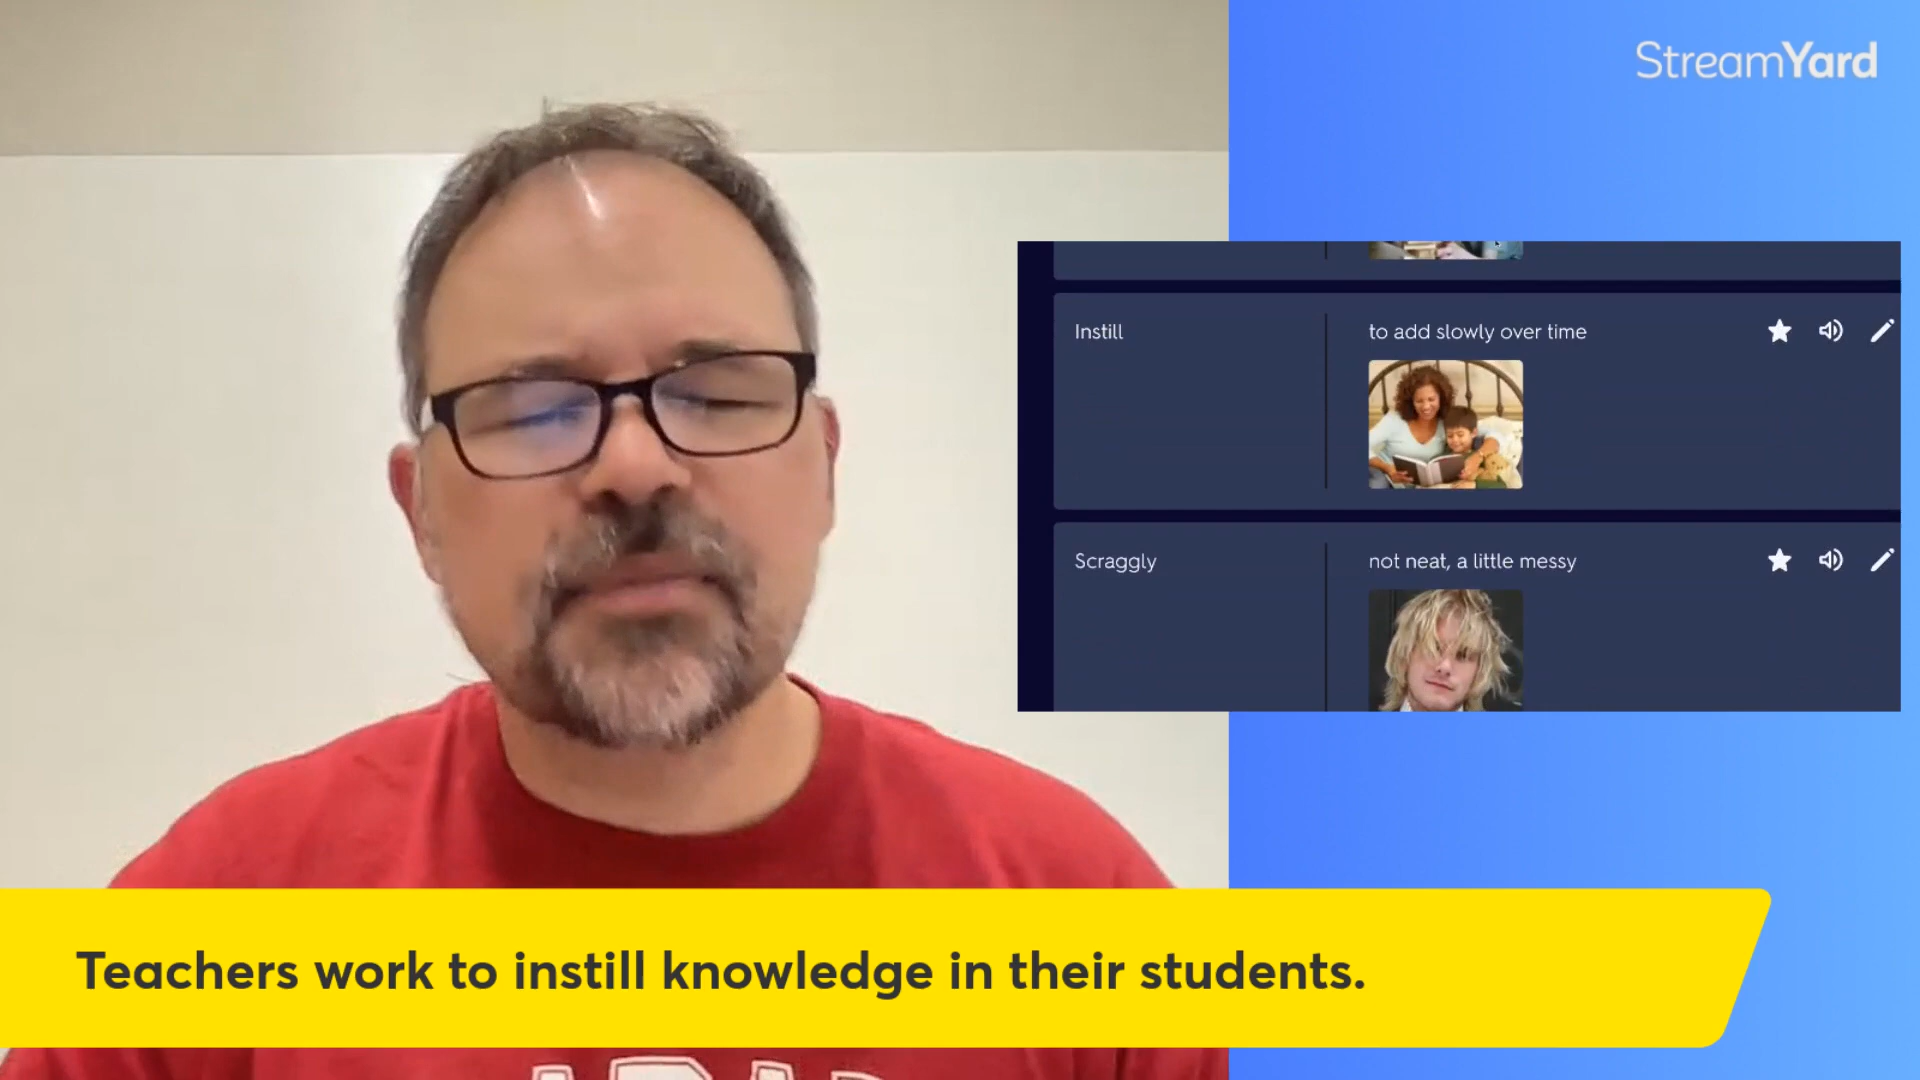 StreamYard
Instill
to add slowly over time
Scraggly
not neat, a little messy
Teachers work to instill knowledge in their students.